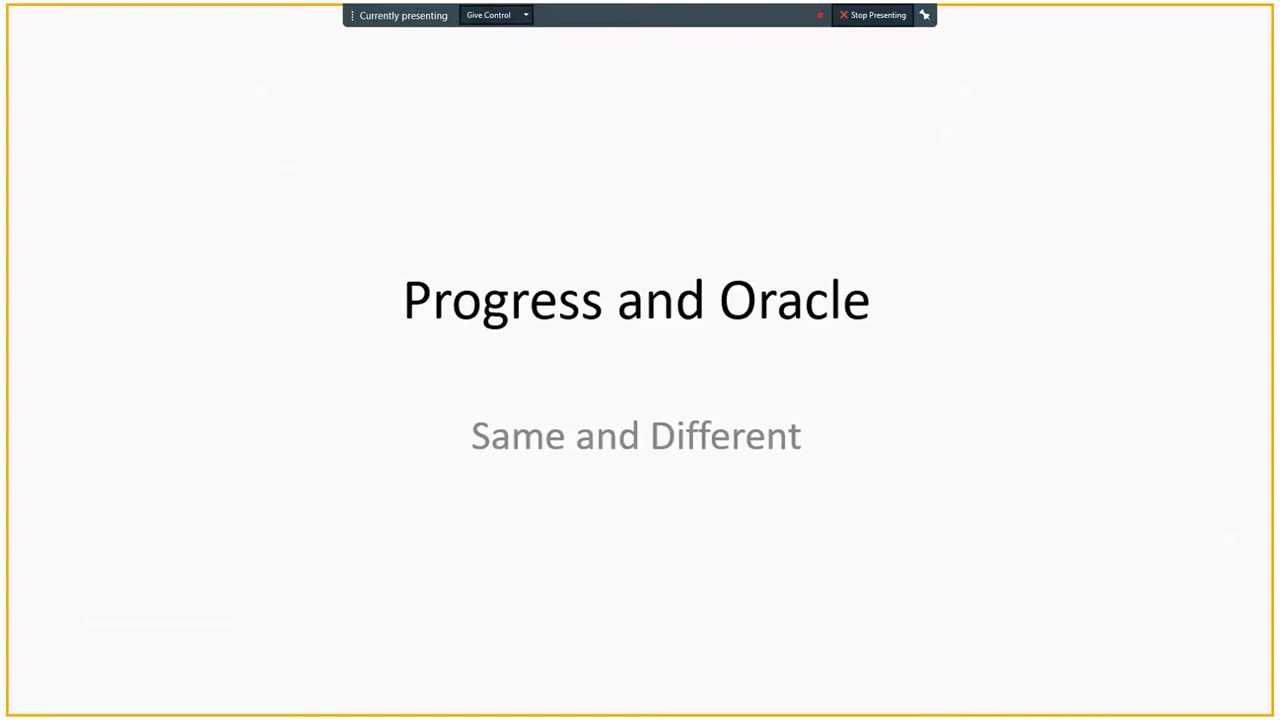 Currently presenting Give Control Stop Presenting
Progress and Oracle
Same and Different